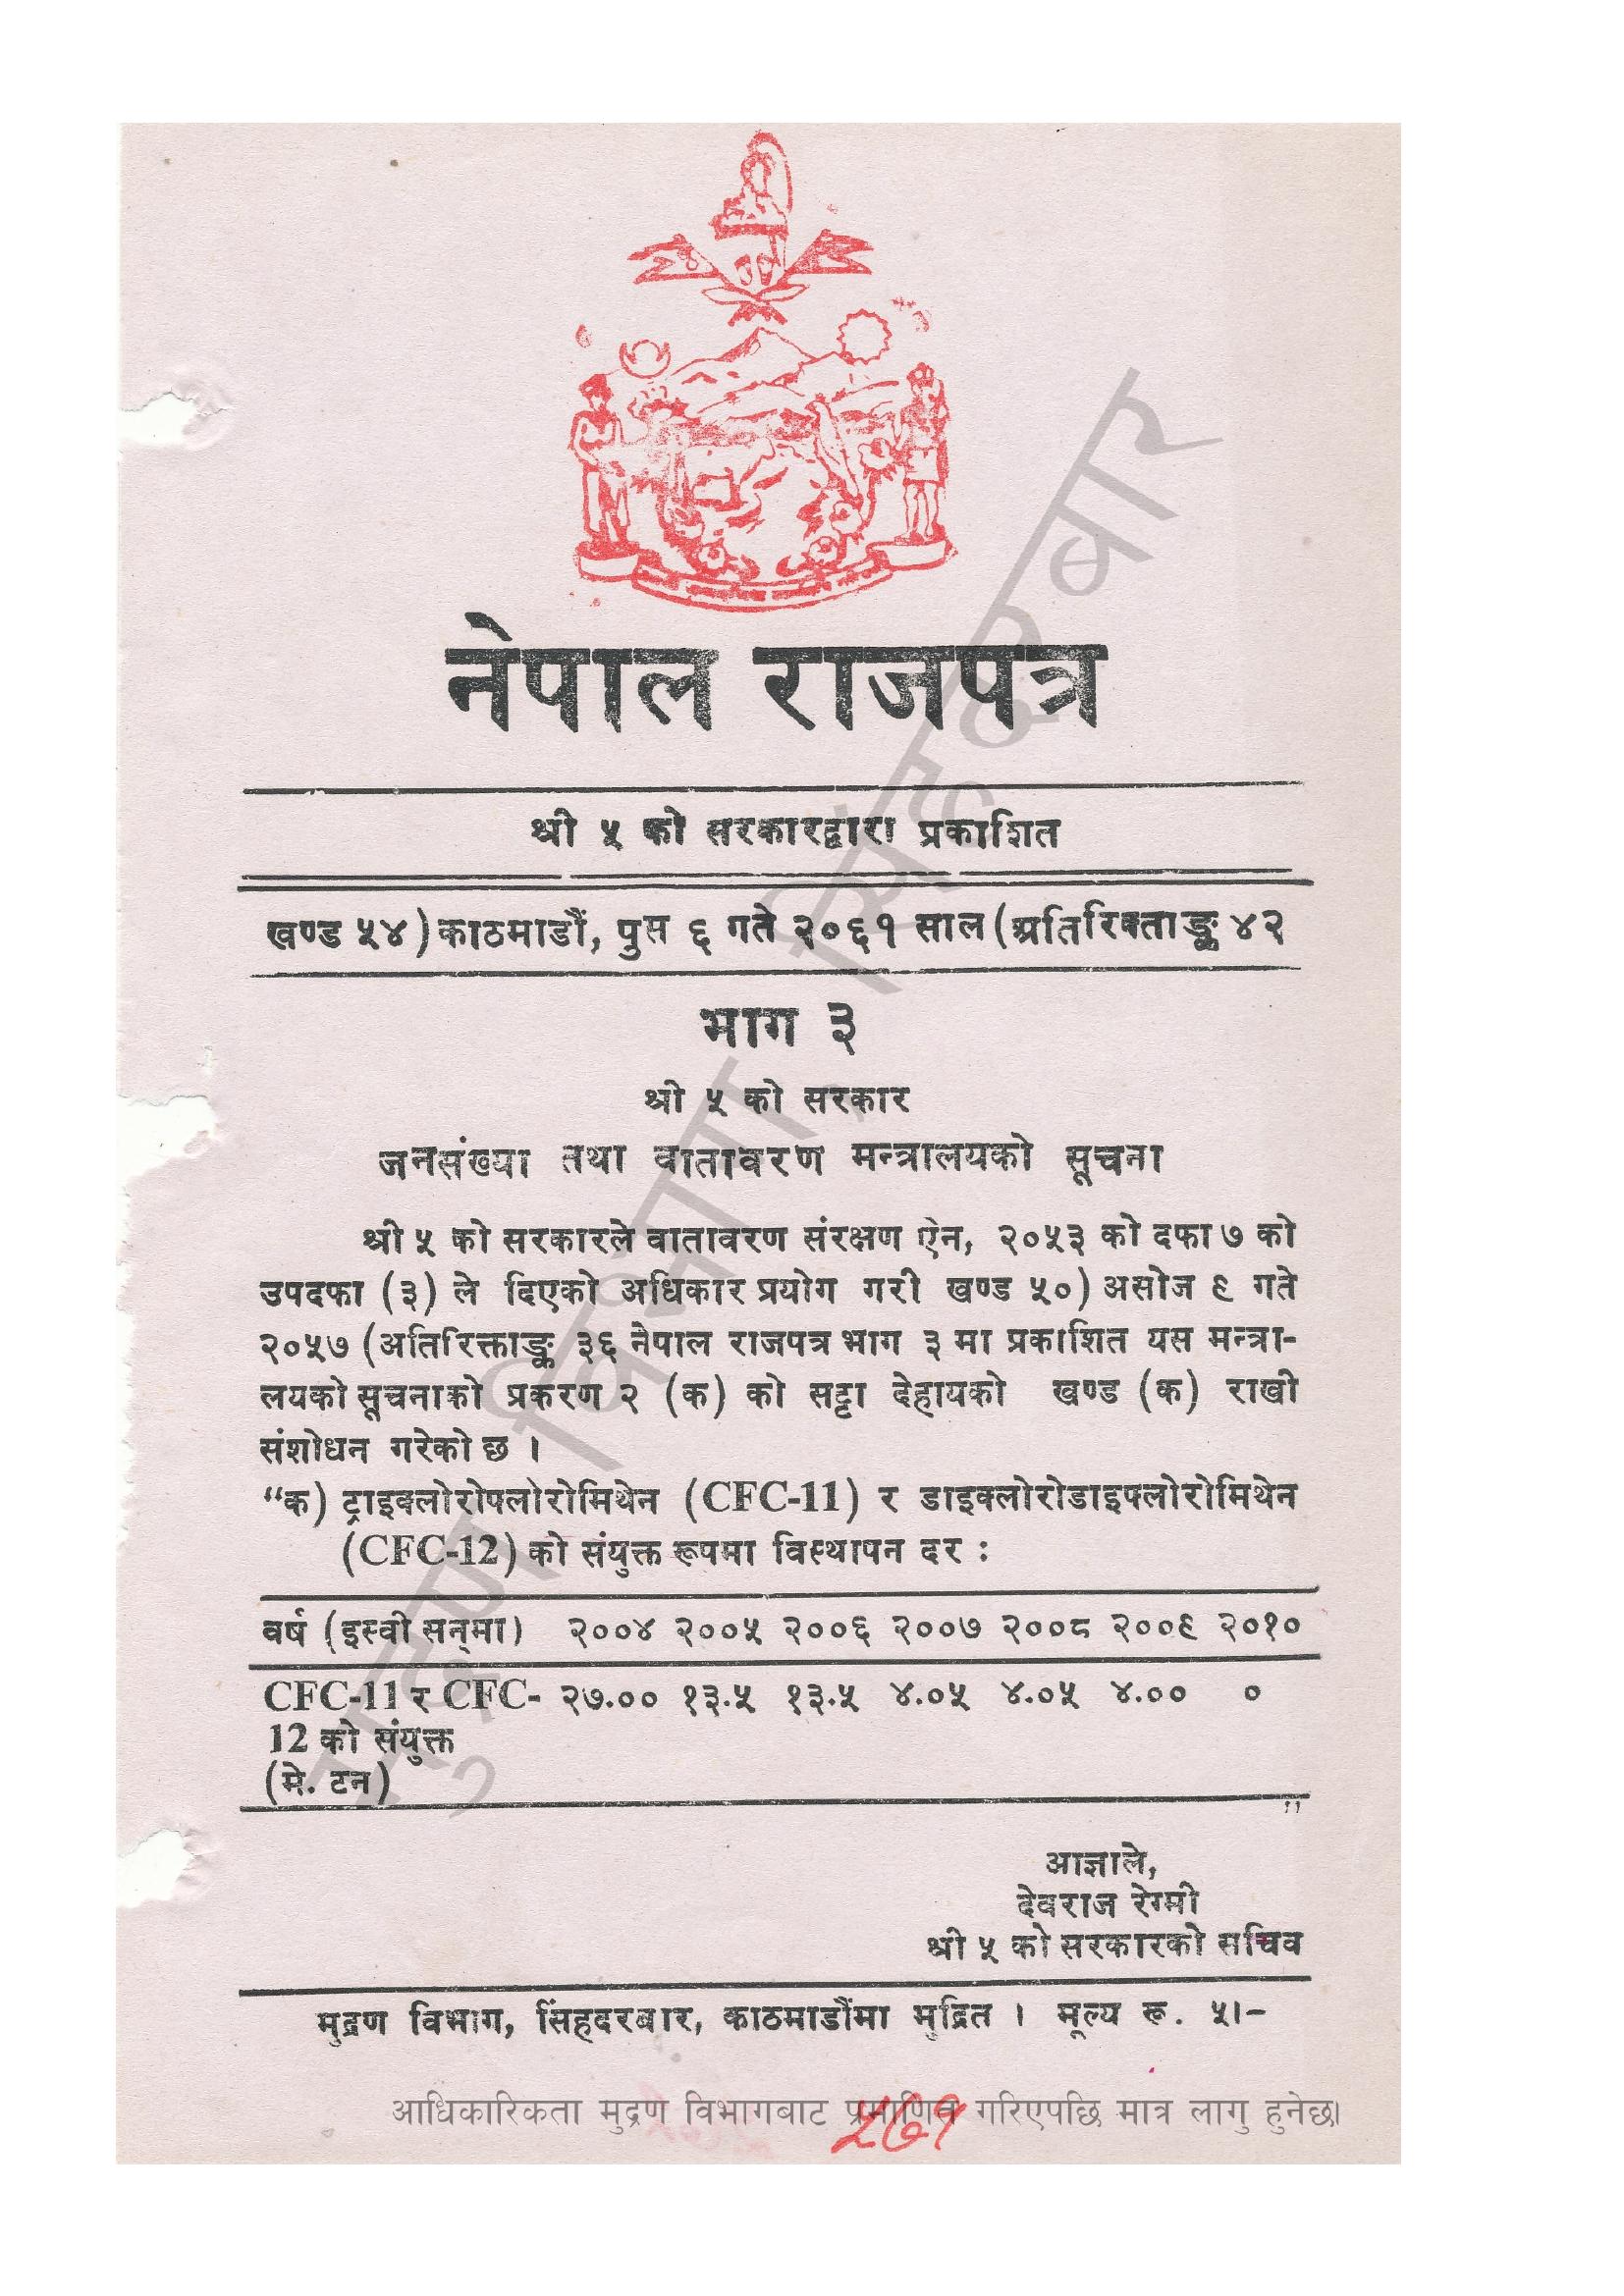 नेपाल राजपत्र
श्री ५ को सरकारद्वारा प्रकाशित
खण्ड ५४) काठमाडौं, पुस ६ गते २०६१ साल (अतिरिक्ताङ्क ४२
भाग ३
श्री ५ को सरकार
जनसंख्या तथा वातावरण मन्त्रालयको सूचना
श्री ५ को सरकारले वातावरण संरक्षण ऐन, २०५३ को दफा ७ को
उपदफा (३) ले दिएको अधिकार प्रयोग गरी खण्ड ५०) असोज ९ गते
२०५७ (अतिरिक्ताङ्क ३६ नेपाल राजपत्र भाग ३ मा प्रकाशित यस मन्त्रा-
लयको सूचनाको प्रकरण २ (क) को सट्टा देहायको खण्ड (क) राखी
संशोधन गरेको छ ।
“क) ट्राइक्लोरोफ्लोरोमिथेन (CFC-11) र डाइक्लोरोडाइफ्लोरोमिथेन
(CFC-12) को संयुक्त रूपमा विस्थापन दर :
वर्ष (इस्वी सन्‌मा) २००४ २००५ २००६ २००७ २००८ २००९ २०१०
CFC-11 र CFC- २७.०० १३.५ १३.५ ४.०५ ४.०५ ४.०० ०
12 को संयुक्त
(मे. टन)
”
आज्ञाले,
देवराज रेग्मी
श्री ५ को सरकारको सचिव
मुद्रण विभाग, सिंहदरबार, काठमाडौंमा मुद्रित । मूल्य रू. ५।-
आधिकारिकता मुद्रण विभागबाट प्रमाणित गरिएपछि मात्र लागु हुनेछ।
५७१
मुद्रण विभाग, सिंहदरबार